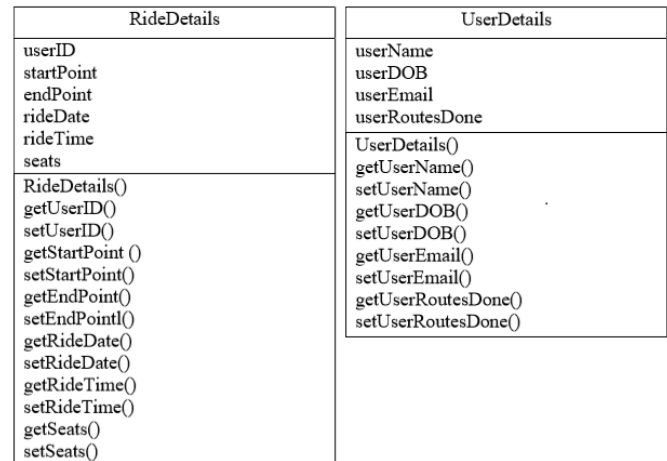 RideDetails
userID
startPoint
endPoint
rideDate
rideTime
seats
RideDetails()
getUserID()
setUserID()
getStartPoint ()
setStartPoint()
getEndPoint()
setEndPointl()
getRideDate()
setRideDate()
getRideTime()
setRideTime()
getSeats()
setSeats()
UserDetails
userName
userDOB
userEmail
userRoutesDone
UserDetails()
getUserName()
setUserName()
getUserDOB()
setUserDOB()
getUserEmail()
setUserEmail()
getUserRoutesDone()
setUserRoutesDone()